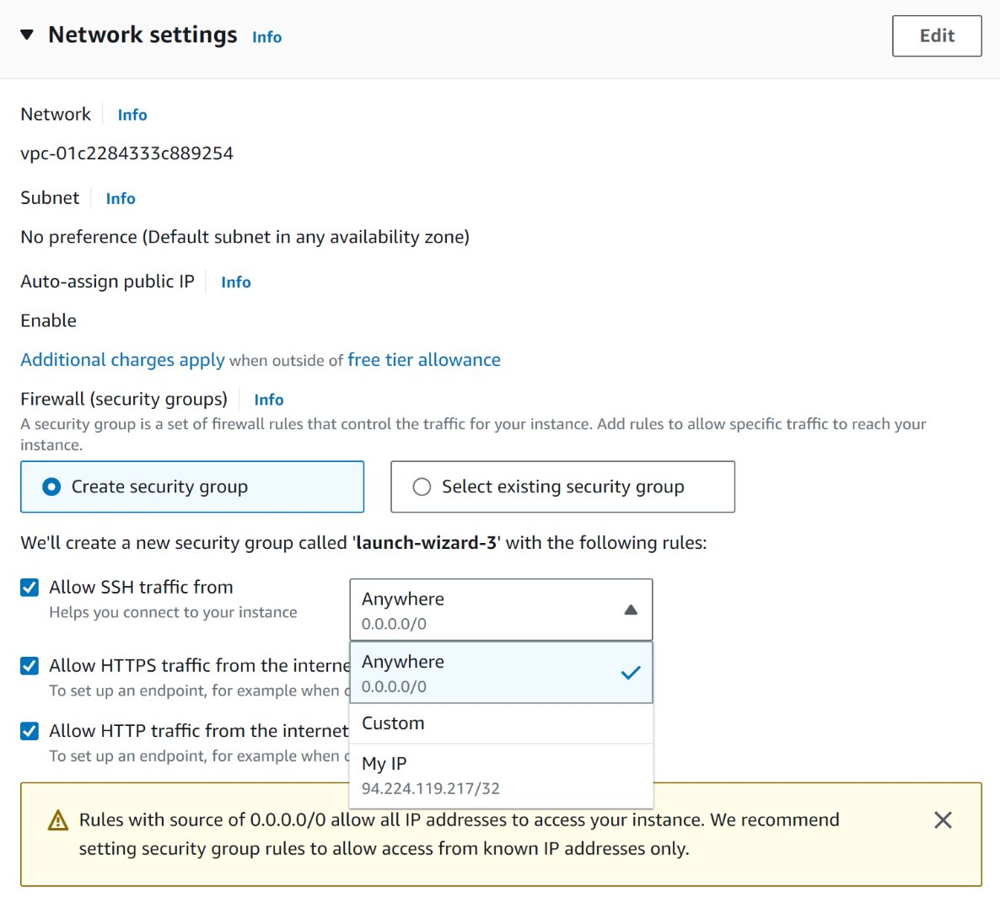 Network settings Info
Edit
Network Info
vpc-01c2284333c889254
Subnet Info
No preference (Default subnet in any availability zone)
Auto-assign public IP Info
Enable
Additional charges apply when outside of free tier allowance
Firewall (security groups) Info
A security group is a set of firewall rules that control the traffic for your instance. Add rules to allow specific traffic to reach your
instance.
Create security group
Select existing security group
We'll create a new security group called 'launch-wizard-3' with the following rules:
Allow SSH traffic from
Helps you connect to your instance
Anywhere
0.0.0.0/0
Anywhere
0.0.0.0/0
Custom
My IP
94.224.119.217/32
Allow HTTPS traffic from the interne
To set up an endpoint, for example when
Allow HTTP traffic from the internet
To set up an endpoint, for example when
Rules with source of 0.0.0.0/0 allow all IP addresses to access your instance. We recommend
setting security group rules to allow access from known IP addresses only.